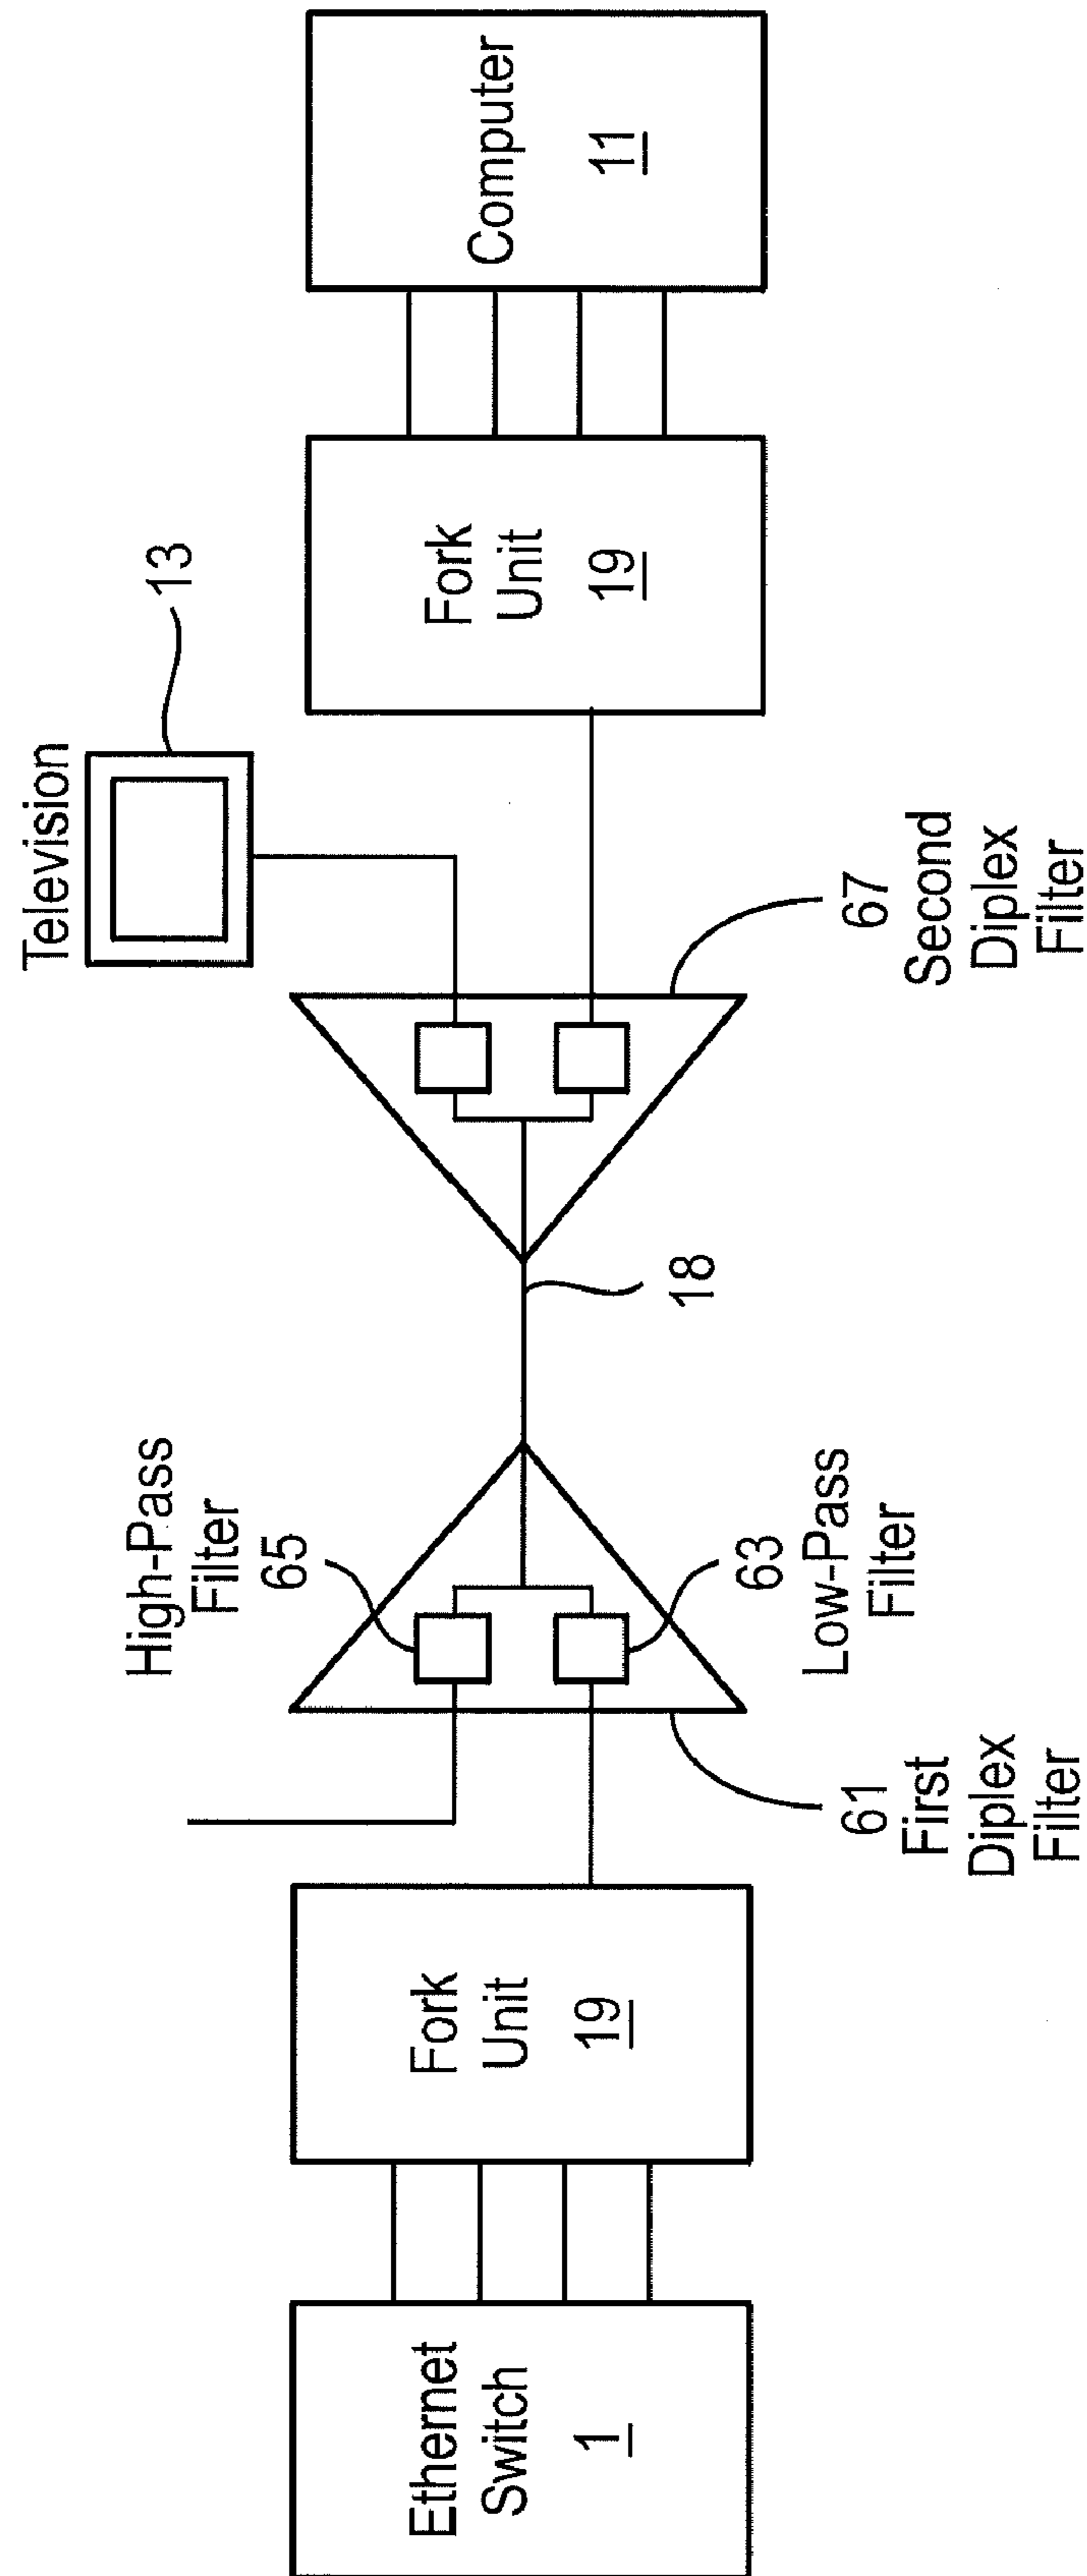 Television
13
High-Pass
Filter
65
Ethernet
Switch
1
Fork
Unit
19
63
Low-Pass
Filter
61
First
Diplex
Filter
18
67
Second
Diplex
Filter
Fork
Unit
19
Computer
11